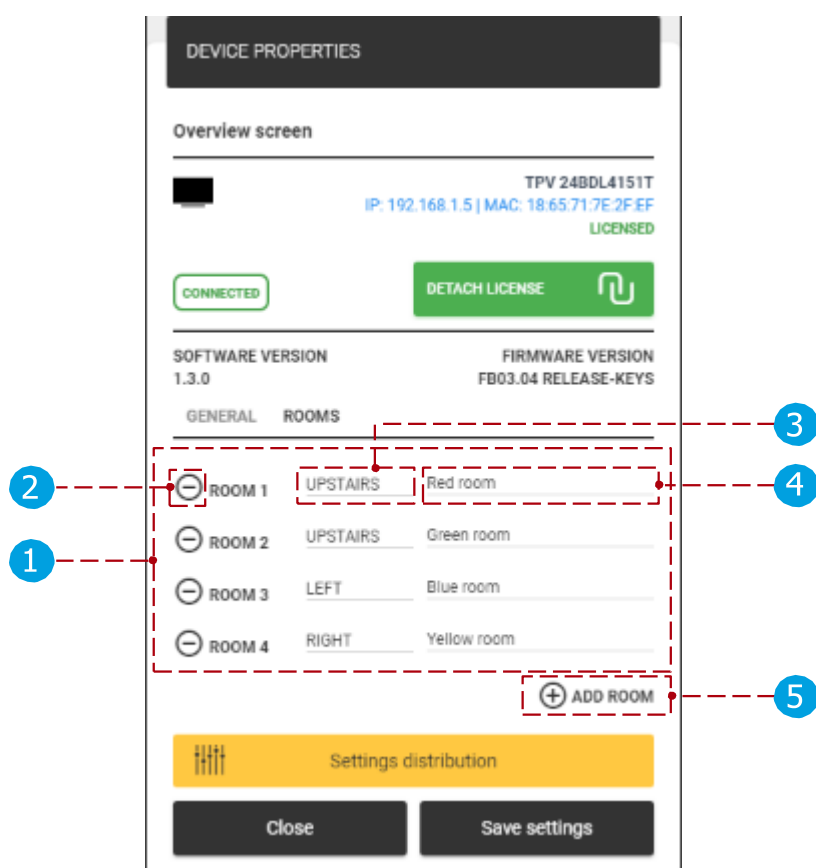 DEVICE PROPERTIES
Overview screen
TPV 24BDL4151T
IP: 192.168.1.5 | MAC: 18:65:71:7E:2F:EF
LICENSED
CONNECTED
DETACH LICENSE
SOFTWARE VERSION
FIRMWARE VERSION
1.3.0
FB03.04 RELEASE-KEYS
GENERAL ROOMS
3
2
ROOM 1 UPSTAIRS Red room
4
1
ROOM 2 UPSTAIRS Green room
ROOM 3 LEFT Blue room
ROOM 4 RIGHT Yellow room
ADD ROOM
5
Settings distribution
Close
Save settings